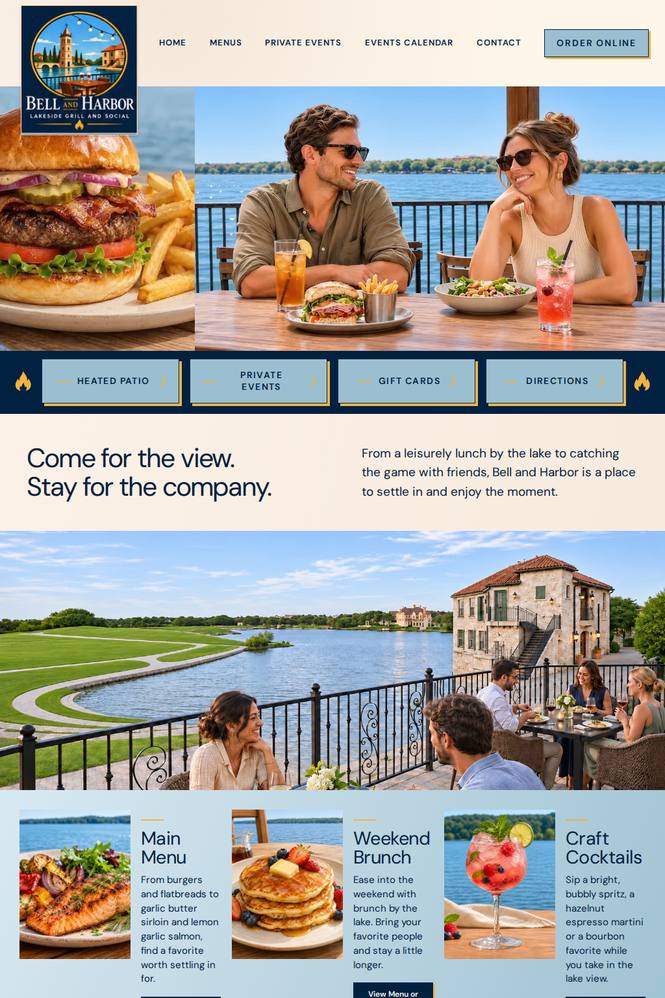 BELL AND HARBOR
LAKESIDE GRILL AND SOCIAL
HOME
MENUS
PRIVATE EVENTS
EVENTS CALENDAR
CONTACT
ORDER ONLINE
HEATED PATIO
PRIVATE
EVENTS
GIFT CARDS
DIRECTIONS
Come for the view.
Stay for the company.
From a leisurely lunch by the lake to catching
the game with friends, Bell and Harbor is a place
to settle in and enjoy the moment.
Main
Menu
From burgers
and flatbreads to
garlic butter
sirloin and lemon
garlic salmon,
find a favorite
worth settling in
for.
Weekend
Brunch
Ease into the
weekend with
brunch by the
lake. Bring your
favorite people
and stay a little
longer.
View Menu or
Craft
Cocktails
Sip a bright,
bubbly spritz, a
hazelnut
espresso martini
or a bourbon
favorite while
you take in the
lake view.